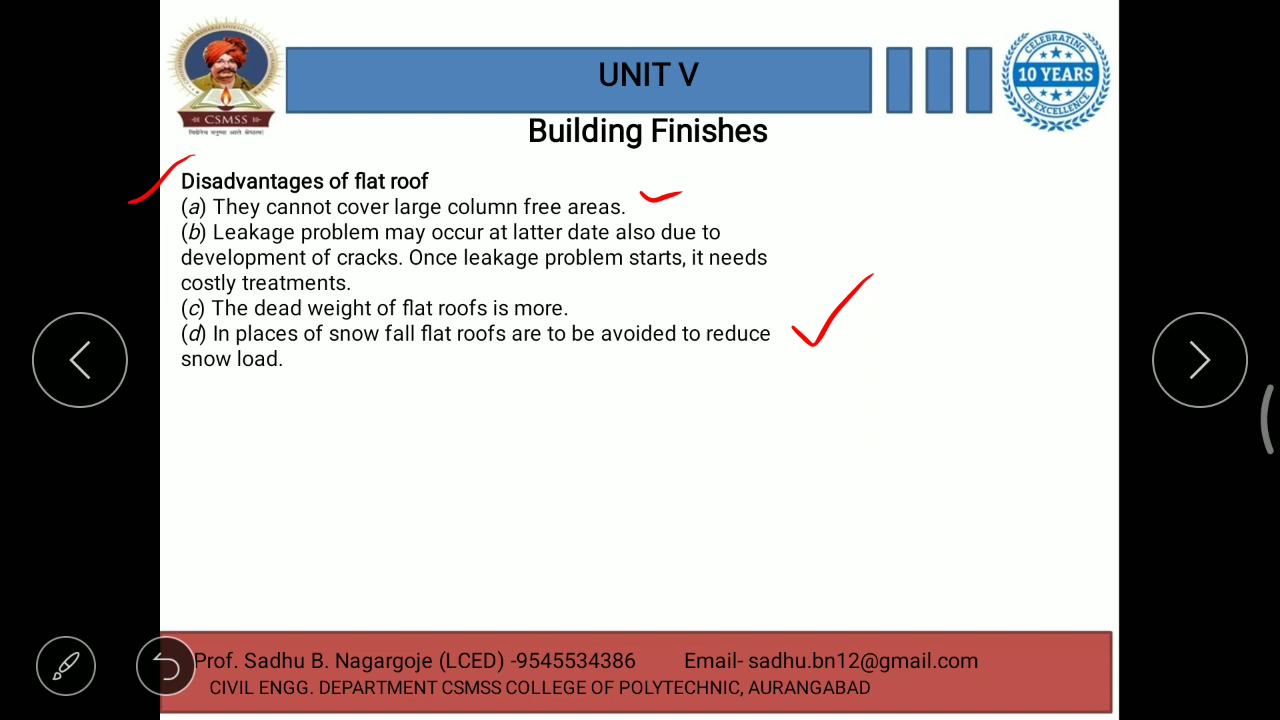 UNIT V
CSMSS
CELEBRATING
10 YEARS
OF EXCELLENCE
Building Finishes
Disadvantages of flat roof
(a) They cannot cover large column free areas.
(b) Leakage problem may occur at latter date also due to
development of cracks. Once leakage problem starts, it needs
costly treatments.
(c) The dead weight of flat roofs is more.
(d) In places of snow fall flat roofs are to be avoided to reduce
snow load.
Prof. Sadhu B. Nagargoje (LCED) -9545534386 Email- sadhu.bn12@gmail.com
CIVIL ENGG. DEPARTMENT CSMSS COLLEGE OF POLYTECHNIC, AURANGABAD